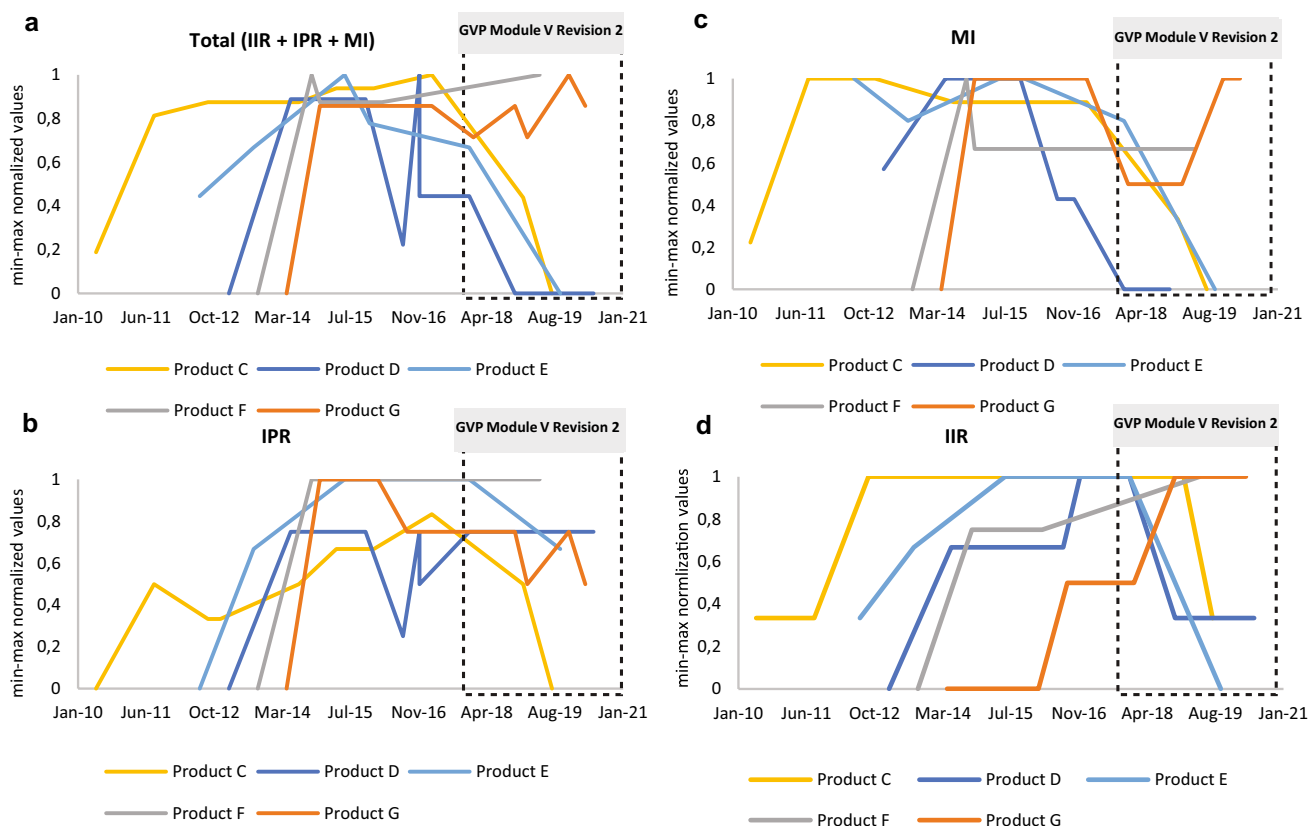 a
GVP Module V Revision 2
Total (IIR + IPR + MI)
min-max normalized values
1
0,8
0,6
0,4
0,2
0
Jan-10 Jun-11 Oct-12 Mar-14 Jul-15 Nov-16 Apr-18 Aug-19 Jan-21
Product C Product D Product E
Product F Product G
c
GVP Module V Revision 2
MI
min-max normalized values
1
0,8
0,6
0,4
0,2
0
Jan-10 Jun-11 Oct-12 Mar-14 Jul-15 Nov-16 Apr-18 Aug-19 Jan-21
Product C Product D Product E
Product F Product G
b
GVP Module V Revision 2
IPR
min-max normalized values
1
0,8
0,6
0,4
0,2
0
Jan-10 Jun-11 Oct-12 Mar-14 Jul-15 Nov-16 Apr-18 Aug-19 Jan-21
Product C Product D Product E
Product F Product G
d
GVP Module V Revision 2
IIR
min-max normlization values
1
0,8
0,6
0,4
0,2
0
Jan-10 Jun-11 Oct-12 Mar-14 Jul-15 Nov-16 Apr-18 Aug-19 Jan-21
Product C Product D Product E
Product F Product G